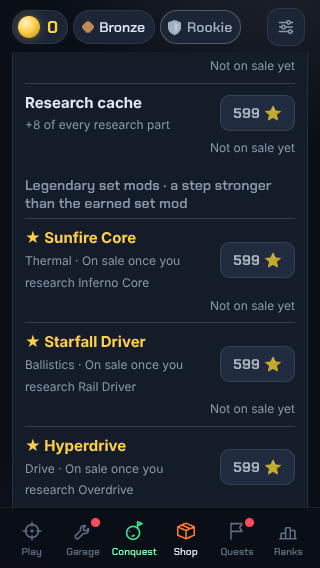 0 Bronze Rookie
Not on sale yet
Research cache
+8 of every research part
599
Not on sale yet
Legendary set mods · a step stronger
than the earned set mod
★ Sunfire Core
Thermal · On sale once you
research Inferno Core
599
Not on sale yet
★ Starfall Driver
Ballistics · On sale once you
research Rail Driver
599
Not on sale yet
★ Hyperdrive
Drive · On sale once you
research Overdrive
599
Play Garage Conquest Shop Quests Ranks